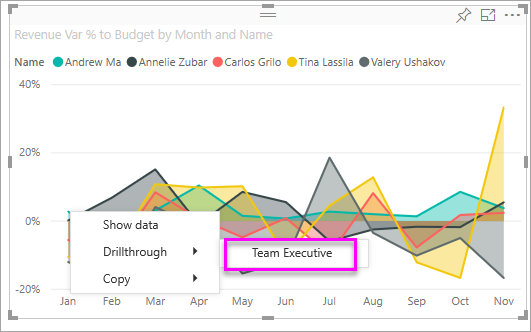 Revenue Var % to Budget by Month and Name
Name Andrew Ma Annelie Zubar Carlos Grilo Tina Lassila Valery Ushakov
40%
20%
0%
-20%
Show data
Drillthrough
Team Executive
Copy
Jan Feb Mar Apr May Jun Jul Aug Sep Oct Nov